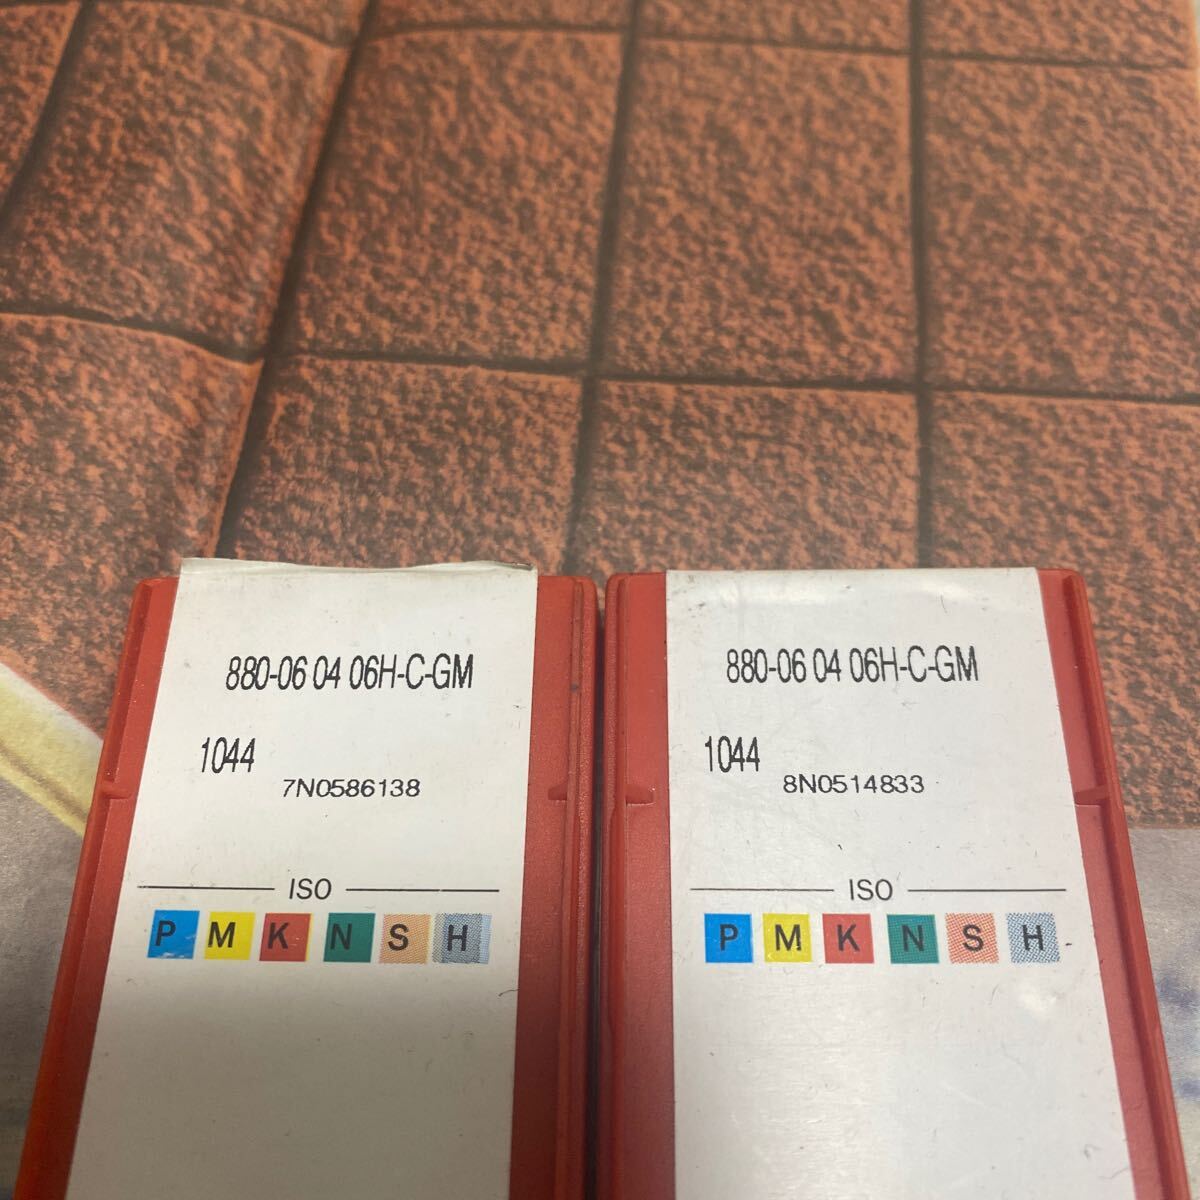 880-06 04 06H-C-GM
1044
7N0586138
ISO
P M K N S H
880-06 04 06H-C-GM
1044
8N0514833
ISO
P M K N S H